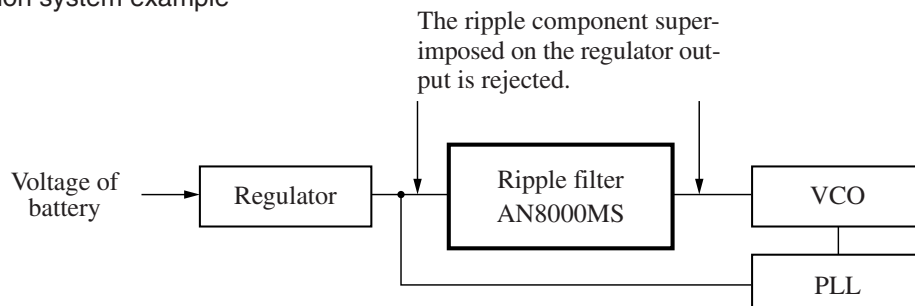 system example
The ripple component super-
imposed on the regulator out-
put is rejected.
Voltage of
battery
Regulator
Ripple filter
AN8000MS
VCO
PLL